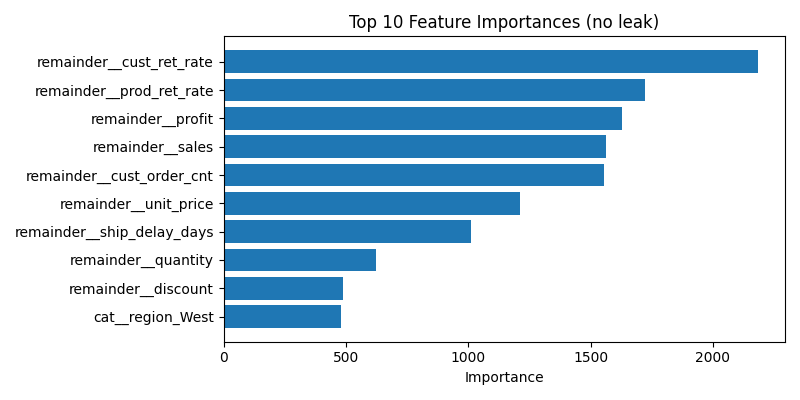 Top 10 Feature Importances (no leak)
remainder__cust_ret_rate
remainder__prod_ret_rate
remainder__profit
remainder__sales
remainder__cust_order_cnt
remainder__unit_price
remainder__ship_delay_days
remainder__quantity
remainder__discount
cat__region_West
0 500 1000 1500 2000
Importance